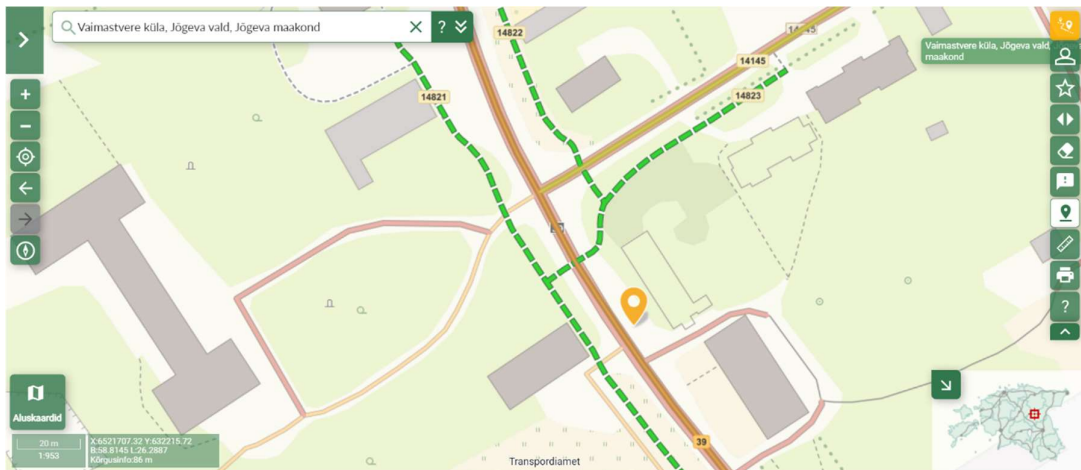 Vaimastvere küla, Jõgeva vald, Jõgeva maakond
?
14822
14145
14145
Vaimastvere küla, Jõgeva vald,
maakond
14821
14823
?
39
Aluskaardid
20 m
1:953
X:6521707.32 Y:632215.72
B:58.8145 L:26.2887
Kõrgusinfo:86 m
Transpordiamet